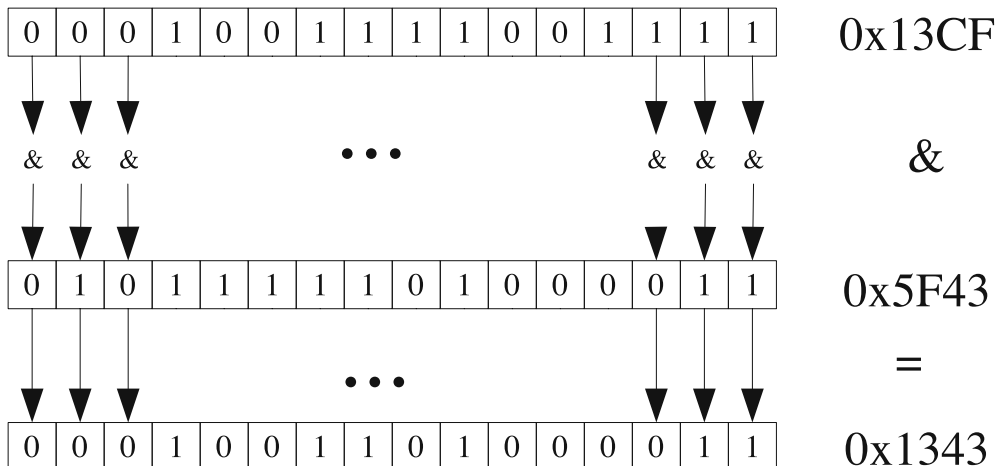 0 0 0 1 0 0 1 1 1 1 0 0 1 1 1 1 0x13CF
& & & ... & & & &
0 1 0 1 1 1 1 1 0 1 0 0 0 0 1 1 0x5F43
... =
0 0 0 1 0 0 1 1 0 1 0 0 0 0 1 1 0x1343